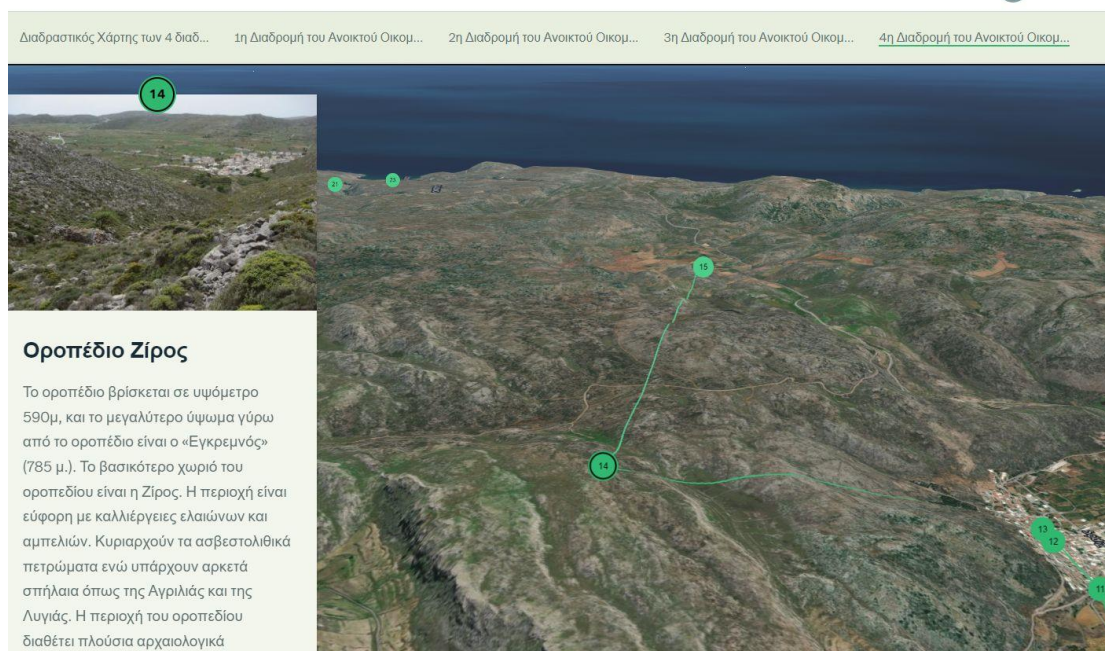 Διαδραστικός Χάρτης των 4 διαδ...
1η Διαδρομή του Ανοικτού Οικομ...
2η Διαδρομή του Ανοικτού Οικομ...
3η Διαδρομή του Ανοικτού Οικομ...
4η Διαδρομή του Ανοικτού Οικομ...
14
21
15
14
13
12
11
Οροπέδιο Ζίρος
Το οροπέδιο βρίσκεται σε υψόμετρο
590μ, και το μεγαλύτερο ύψωμα γύρω
από το οροπέδιο είναι ο «Εγκρεμνός»
(785 μ.). Το βασικότερο χωριό του
οροπεδίου είναι η Ζίρος. Η περιοχή είναι
εύφορη με καλλιέργειες ελαιώνων και
αμπελιών. Κυριαρχούν τα ασβεστολιθικά
πετρώματα ενώ υπάρχουν αρκετά
σπήλαια όπως της Αγριλιάς και της
Λυγιάς. Η περιοχή του οροπεδίου
διαθέτει πλούσια αρχαιολογικά